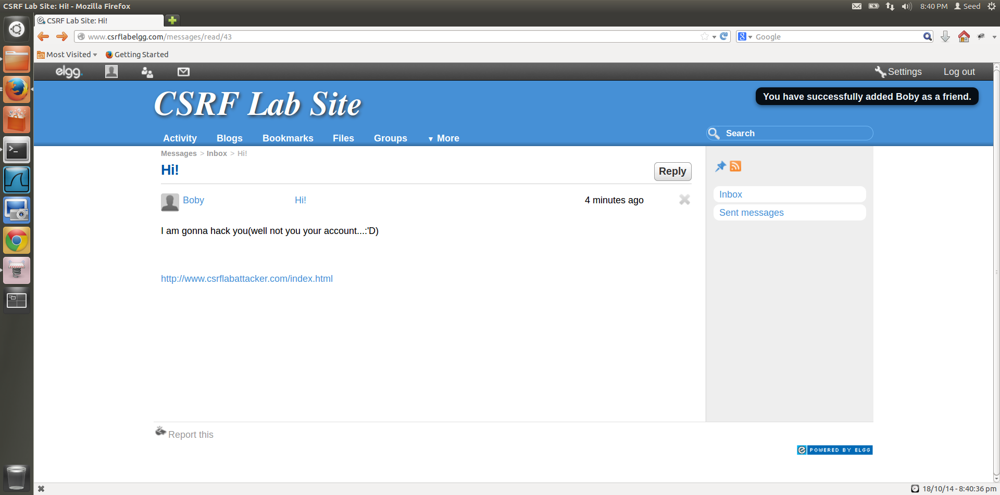 CSRF Lab Site: Hi! - Mozilla Firefox
8:40 PM Seed
CSRF Lab Site: Hi!
www.csrflabelgg.com/messages/read/43
8 Google
Most Visited Getting Started
elgg.
Settings Log out
CSRF Lab Site
You have successfully added Boby as a friend.
Activity Blogs Bookmarks Files Groups ▼ More
Search
Messages > Inbox > Hi!
Hi!
Reply
Boby Hi! 4 minutes ago
Inbox
Sent messages
I am gonna hack you(well not you your account...:'D)
http://www.csrflabattacker.com/index.html
Report this
POWERED BY ELGG
18/10/14 - 8:40:36 pm